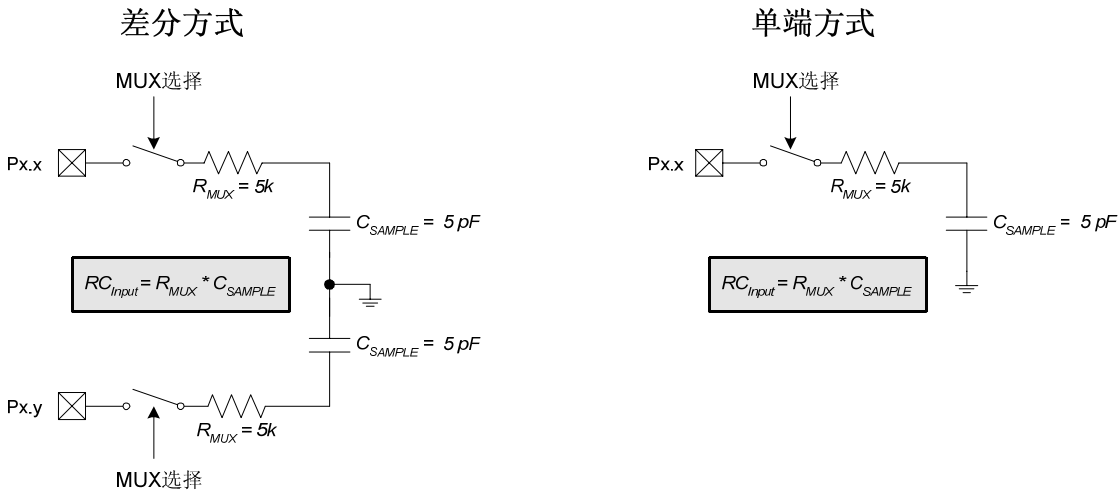 差分方式
MUX选择
Px.x
R_MUX = 5k
C_SAMPLE = 5 pF
RC_Input = R_MUX * C_SAMPLE
C_SAMPLE = 5 pF
Px.y
R_MUX = 5k
MUX选择
单端方式
MUX选择
Px.x
R_MUX = 5k
C_SAMPLE = 5 pF
RC_Input = R_MUX * C_SAMPLE